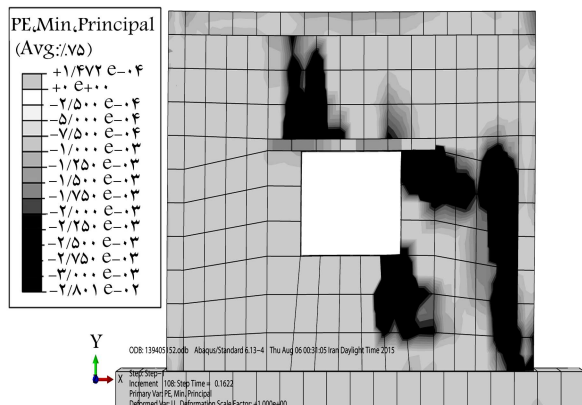 PE, Min. Principal
(Avg: ٪۷۵)
+۱/۴۷۲ e−۰۴
+۰ e+۰۰
−۲/۵۰۰ e−۰۴
−۵/۰۰۰ e−۰۴
−۷/۵۰۰ e−۰۴
−۱/۰۰۰ e−۰۳
−۱/۲۵۰ e−۰۳
−۱/۵۰۰ e−۰۳
−۱/۷۵۰ e−۰۳
−۲/۰۰۰ e−۰۳
−۲/۲۵۰ e−۰۳
−۲/۵۰۰ e−۰۳
−۲/۷۵۰ e−۰۳
−۳/۰۰۰ e−۰۳
−۲/۸۰۱ e−۰۲
Y
X
ODB: 139405152.odb Abaqus/Standard 6.13-4 Thu Aug 06 00:31:05 Iran Daylight Time 2015
Step: Step-1
Increment 108: Step Time = 0.1622
Primary Var: PE, Min. Principal
Deformed Var: U Deformation Scale Factor: +1.000e+00